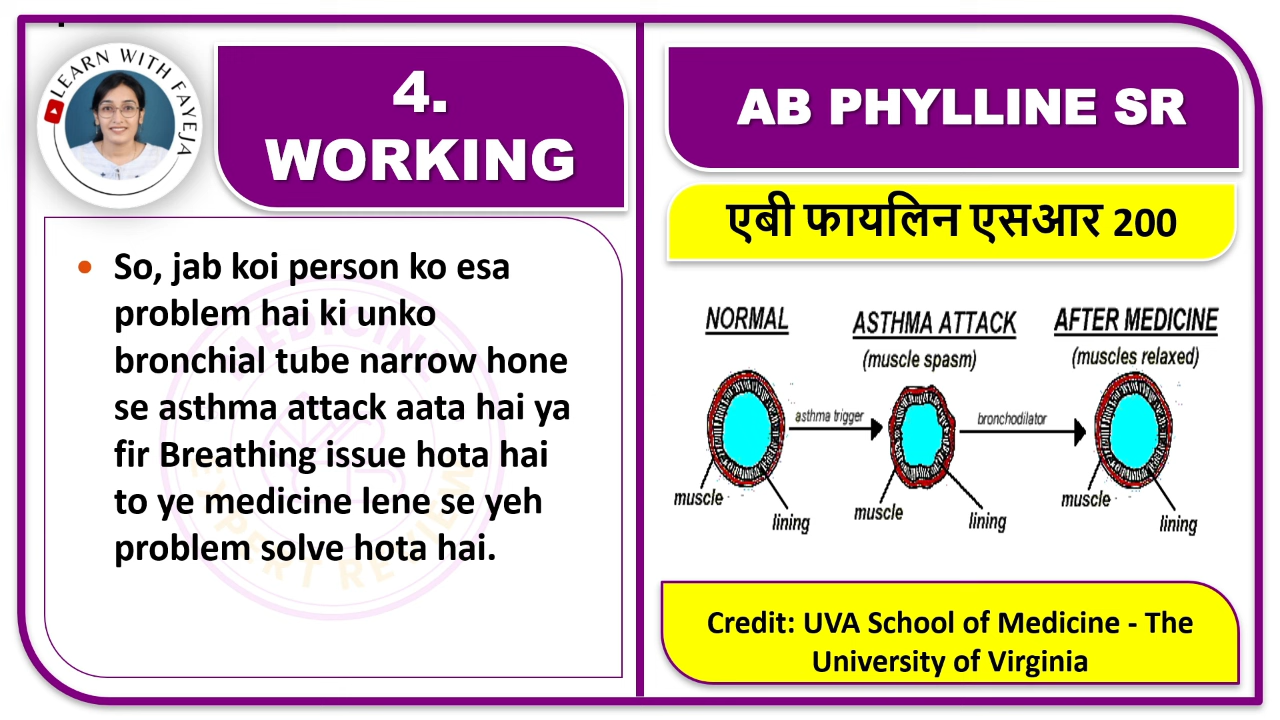 LEARN WITH FAYEJA
4.
WORKING
• So, jab koi person ko esa
problem hai ki unko
bronchial tube narrow hone
se asthma attack aata hai ya
fir Breathing issue hota hai
to ye medicine lene se yeh
problem solve hota hai.
AB PHYLLINE SR
एबी फायलिन एसआर 200
NORMAL
ASTHMA ATTACK
(muscle spasm)
AFTER MEDICINE
(muscles relaxed)
asthma trigger
bronchodilator
muscle
lining
muscle
lining
muscle
lining
Credit: UVA School of Medicine - The
University of Virginia